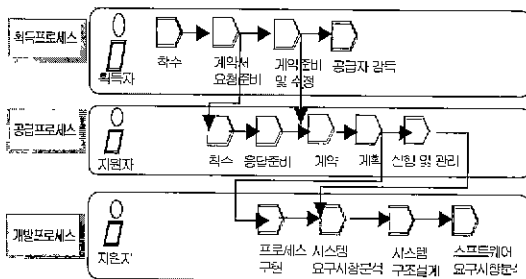 획득프로세스
획득자
착수
계약서
요청준비
계약준비
및 수정
공급자 감독
공급프로세스
지원자
착수
응답준비
계약
계획
실행 및 관리
개발프로세스
지원자
프로세스
구현
시스템
요구사항분석
시스템
구조설계
소프트웨어
요구사항분석